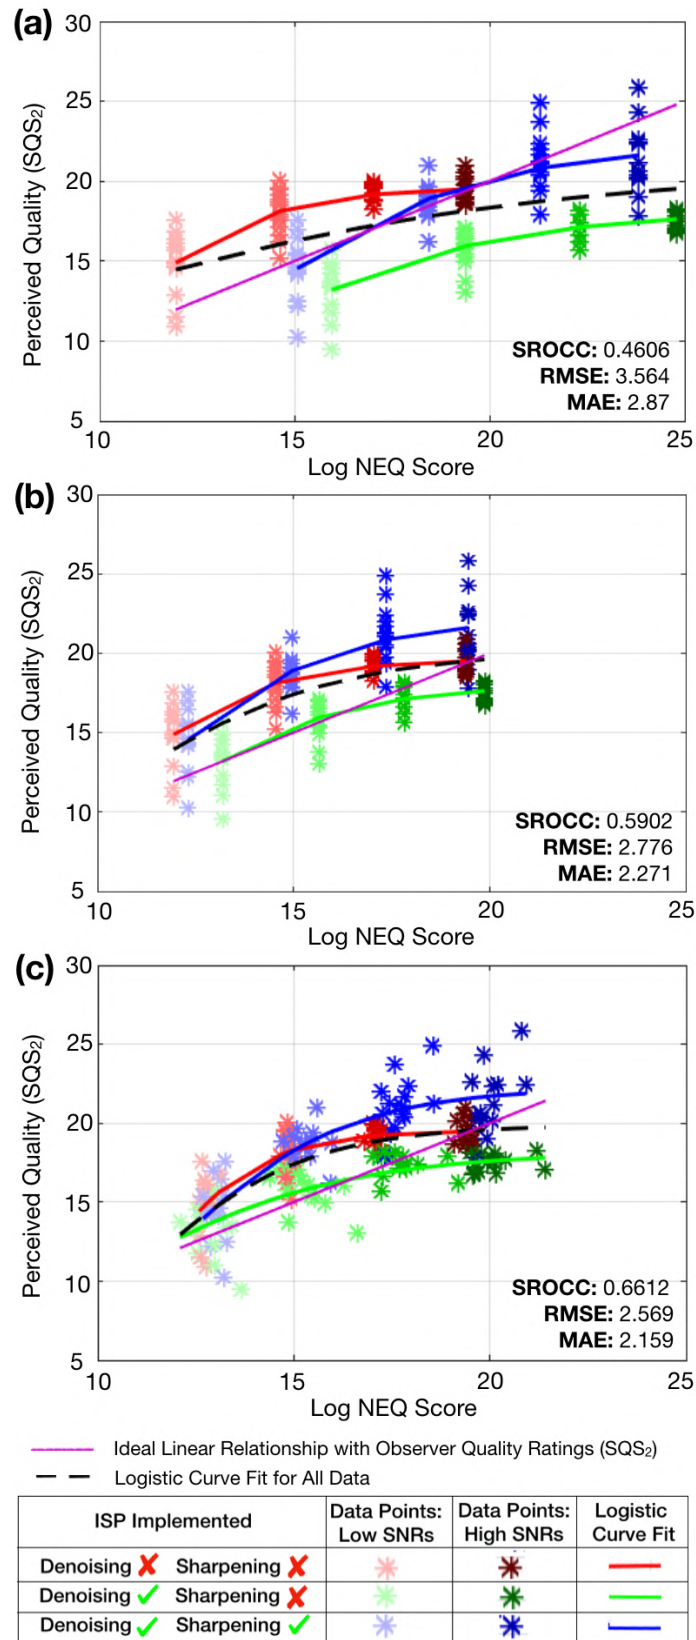 (a)
30
25
20
15
10
5
Perceived Quality (SQS2)
SROCC: 0.4606
RMSE: 3.564
MAE: 2.87
10 15 20 25
Log NEQ Score
(b)
30
25
20
15
10
5
Perceived Quality (SQS2)
SROCC: 0.5902
RMSE: 2.776
MAE: 2.271
10 15 20 25
Log NEQ Score
(c)
30
25
20
15
10
5
Perceived Quality (SQS2)
SROCC: 0.6612
RMSE: 2.569
MAE: 2.159
10 15 20 25
Log NEQ Score
Ideal Linear Relationship with Observer Quality Ratings (SQS2)
Logistic Curve Fit for All Data
ISP Implemented
Data Points:
Low SNRs
Data Points:
High SNRs
Logistic
Curve Fit
Denoising ✗ Sharpening ✗
Denoising ✓ Sharpening ✗
Denoising ✓ Sharpening ✓